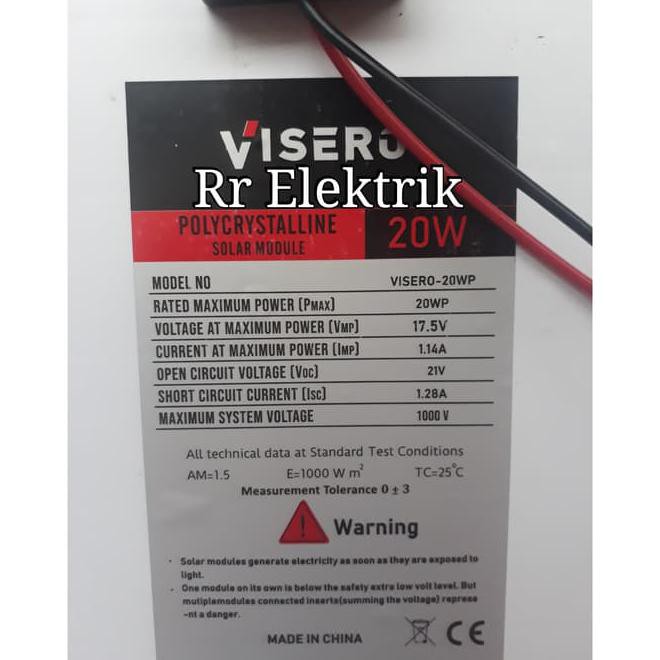 VISERO
Rr Elektrik
POLYCRYSTALLINE
SOLAR MODULE
20W
MODEL NO VISERO-20WP
RATED MAXIMUM POWER (PMAX) 20WP
VOLTAGE AT MAXIMUM POWER (VMP) 17.5V
CURRENT AT MAXIMUM POWER (IMP) 1.14A
OPEN CIRCUIT VOLTAGE (VOC) 21V
SHORT CIRCUIT CURRENT (ISC) 1.28A
MAXIMUM SYSTEM VOLTAGE 1000 V
All technical data at Standard Test Conditions
AM=1.5 E=1000 W m² TC=25°C
Measurement Tolerance 0 ± 3
Warning
· Solar modules generate electricity as soon as they are exposed to
light.
· One module on its own is below the safety extra low volt level. But
mutiplemodules connected inserts(summing the voltage) represe
-nt a danger.
MADE IN CHINA CE